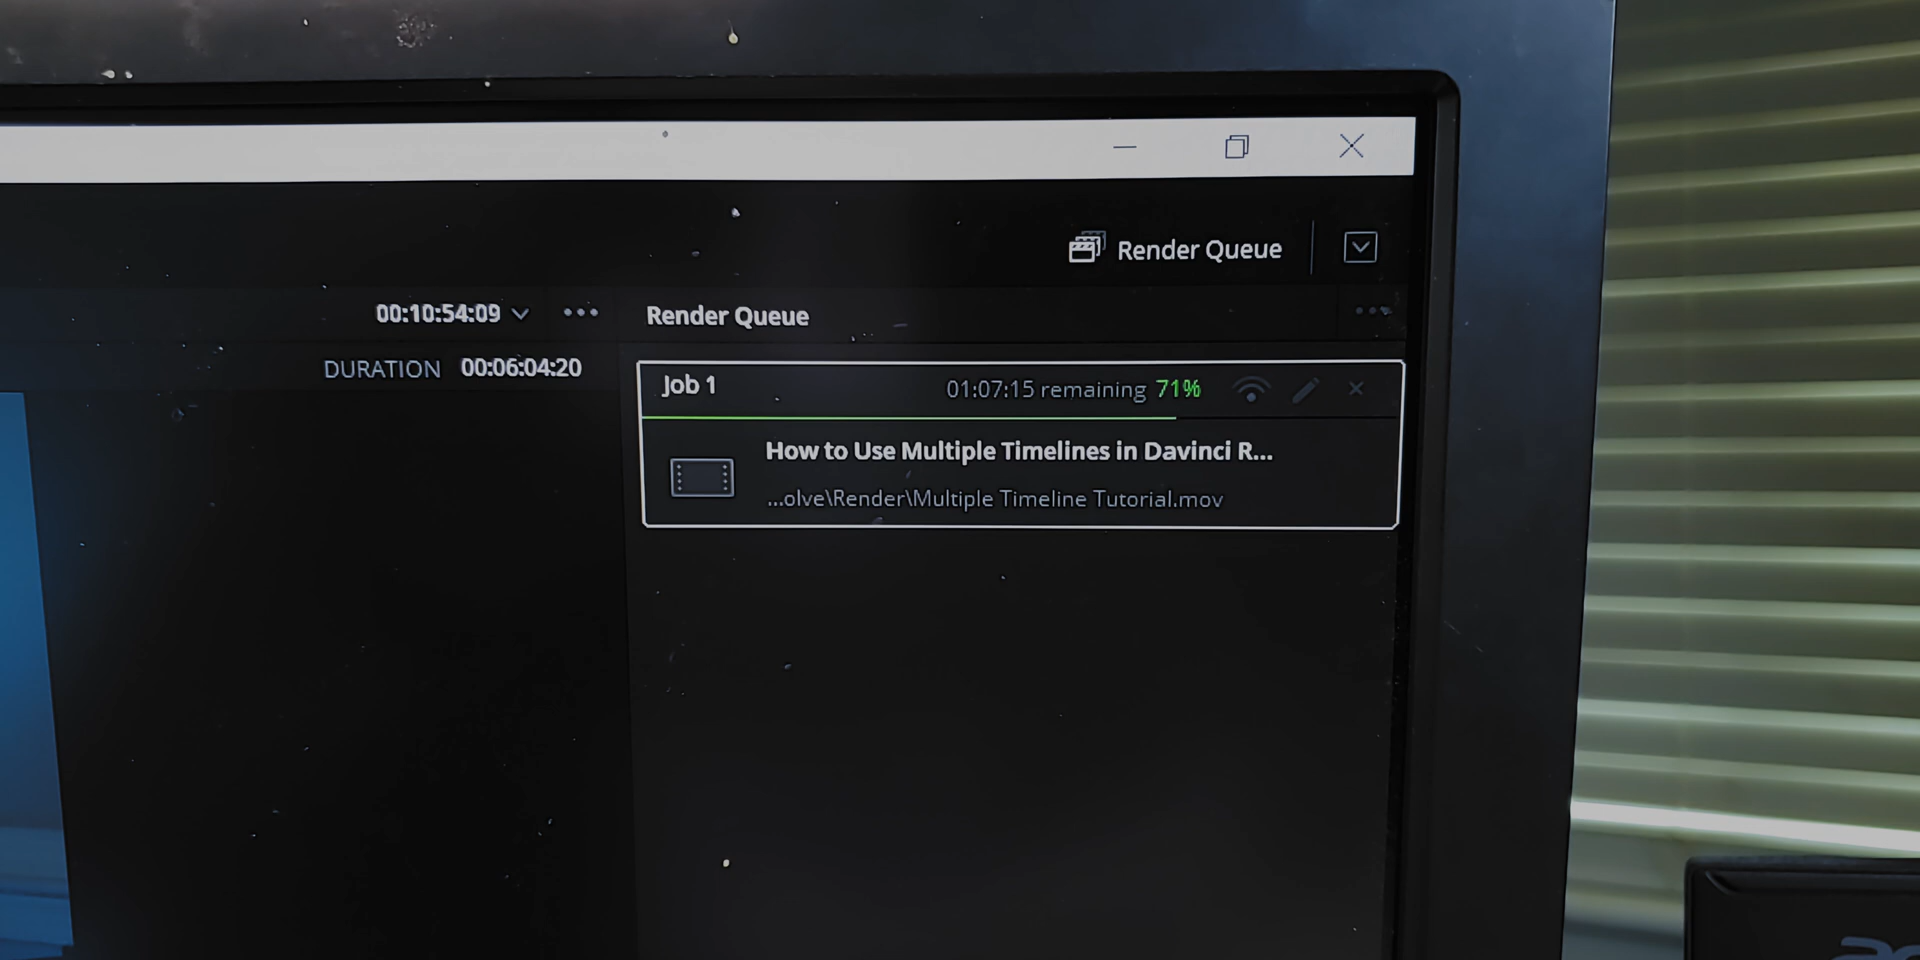 Render Queue
00:10:54:09
Render Queue
DURATION 00:06:04:20
Job 1
01:07:15 remaining 71%
How to Use Multiple Timelines in Davinci R...
...olve\Render\Multiple Timeline Tutorial.mov